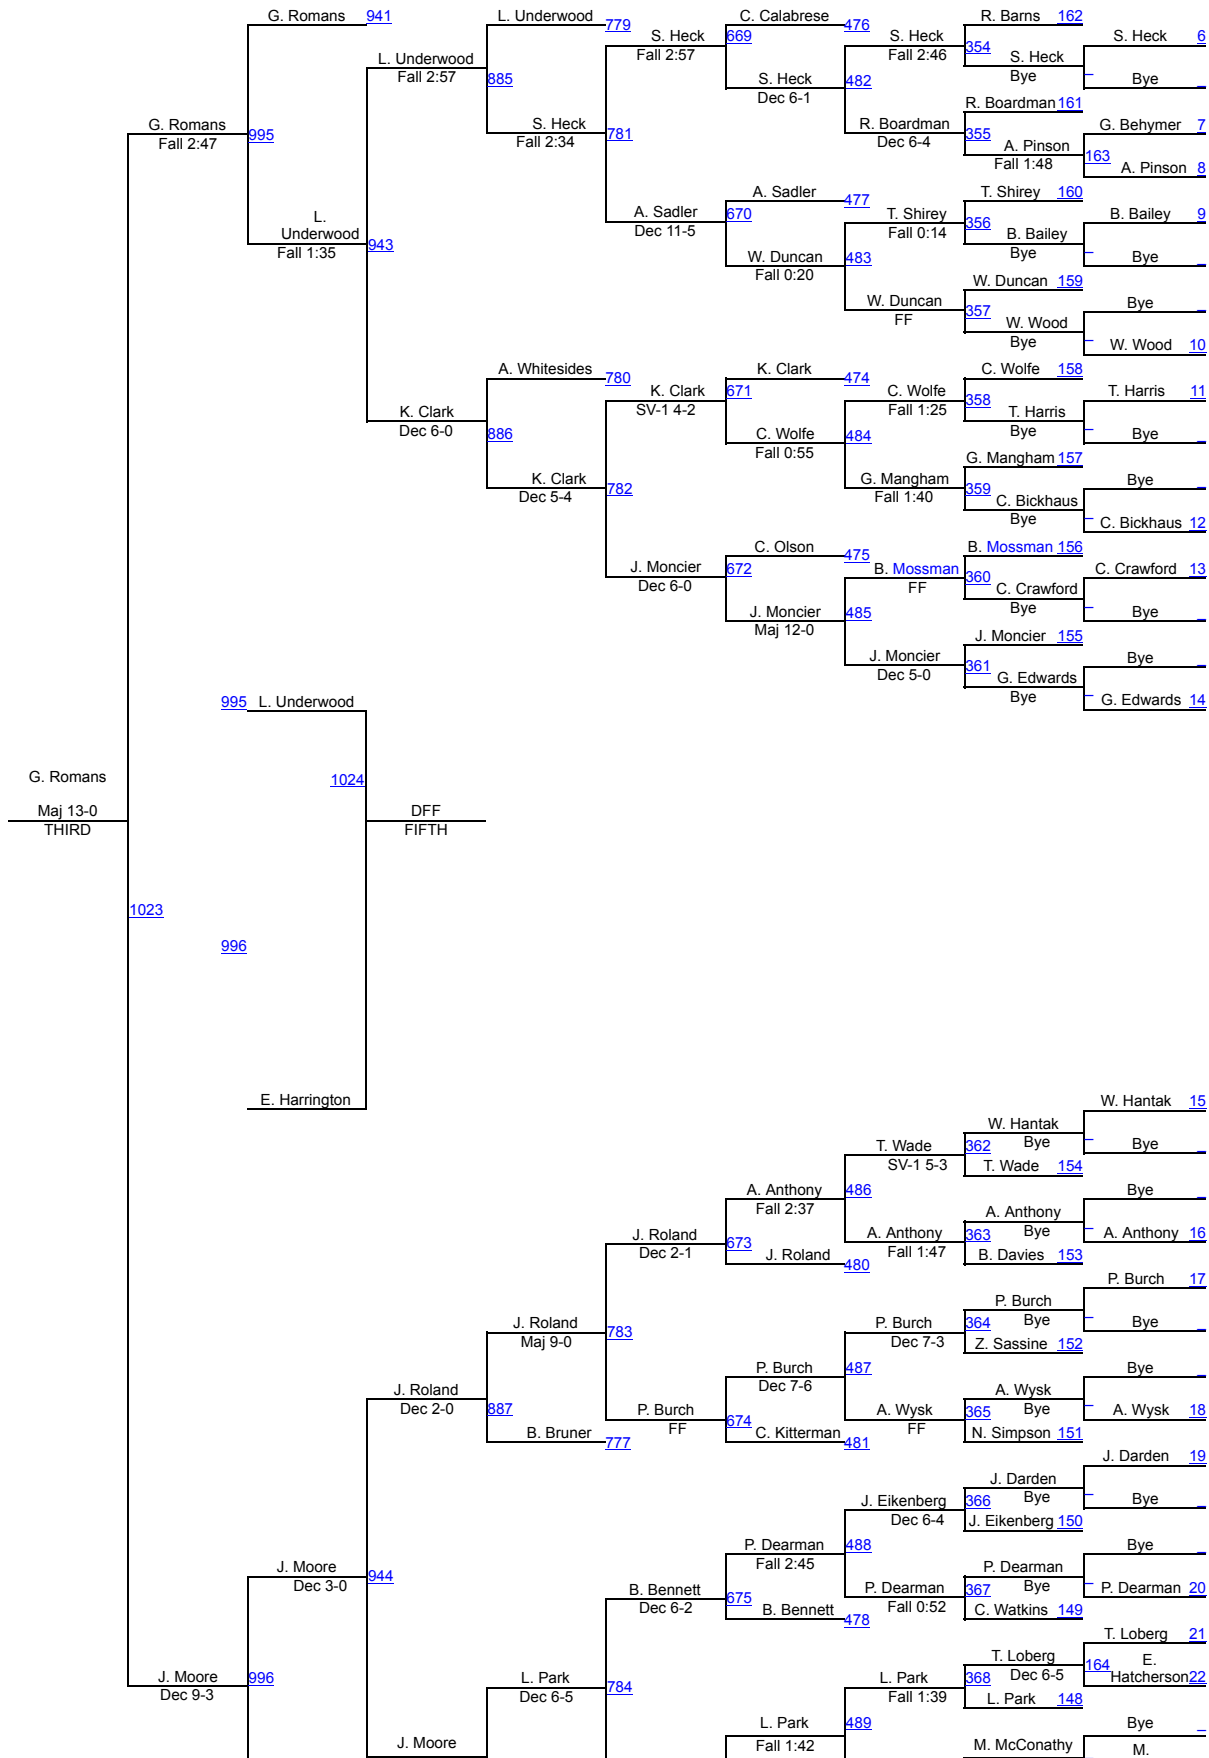 G. Romans 941
L. Underwood 779
C. Calabrese 476
R. Barns 162
S. Heck 6
S. Heck
Fall 2:57
669
S. Heck
Fall 2:46
354
S. Heck
Bye
Bye
L. Underwood
Fall 2:57
885
S. Heck
Dec 6-1
482
R. Boardman 161
G. Romans
Fall 2:47
995
S. Heck
Fall 2:34
781
R. Boardman
Dec 6-4
355
A. Pinson
Fall 1:48
163
G. Behymer 7
A. Pinson 8
A. Sadler 477
T. Shirey 160
L.
Underwood
Fall 1:35
943
A. Sadler
Dec 11-5
670
T. Shirey
Fall 0:14
356
B. Bailey
Bye
B. Bailey 9
Bye
W. Duncan
Fall 0:20
483
W. Duncan 159
W. Duncan
FF
357
W. Wood
Bye
Bye
W. Wood 10
A. Whitesides 780
K. Clark 474
C. Wolfe 158
K. Clark
SV-1 4-2
671
C. Wolfe
Fall 1:25
358
T. Harris
Bye
T. Harris 11
Bye
K. Clark
Dec 6-0
886
C. Wolfe
Fall 0:55
484
G. Mangham 157
K. Clark
Dec 5-4
782
G. Mangham
Fall 1:40
359
C. Bickhaus
Bye
Bye
C. Bickhaus 12
C. Olson 475
B. Mossman 156
J. Moncier
Dec 6-0
672
B. Mossman
FF
360
C. Crawford
Bye
C. Crawford 13
Bye
J. Moncier
Maj 12-0
485
J. Moncier 155
J. Moncier
Dec 5-0
361
G. Edwards
Bye
Bye
G. Edwards 14
995 L. Underwood
G. Romans
Maj 13-0
THIRD
1024
DFF
FIFTH
1023
996
E. Harrington
W. Hantak 15
W. Hantak
Bye
Bye
T. Wade
SV-1 5-3
362
T. Wade 154
A. Anthony
Fall 2:37
486
Bye
A. Anthony
Bye
A. Anthony 16
J. Roland
Dec 2-1
673
A. Anthony
Fall 1:47
363
B. Davies 153
J. Roland 480
P. Burch 17
P. Burch
Bye
Bye
J. Roland
Maj 9-0
783
P. Burch
Dec 7-3
364
Z. Sassine 152
P. Burch
Dec 7-6
487
Bye
J. Roland
Dec 2-0
887
A. Wysk
Bye
A. Wysk 18
P. Burch
FF
674
A. Wysk
FF
365
N. Simpson 151
B. Bruner 777
C. Kitterman 481
J. Darden 19
J. Darden
Bye
Bye
J. Eikenberg
Dec 6-4
366
J. Eikenberg 150
P. Dearman
Fall 2:45
488
Bye
J. Moore
Dec 3-0
944
P. Dearman
Bye
P. Dearman 20
B. Bennett
Dec 6-2
675
P. Dearman
Fall 0:52
367
C. Watkins 149
B. Bennett 478
T. Loberg 21
T. Loberg
Dec 6-5
164
E.
Hatcherson 22
J. Moore
Dec 9-3
996
L. Park
Dec 6-5
784
L. Park
Fall 1:39
368
L. Park 148
J. Moore
L. Park
Fall 1:42
489
Bye
M. McConathy
M.